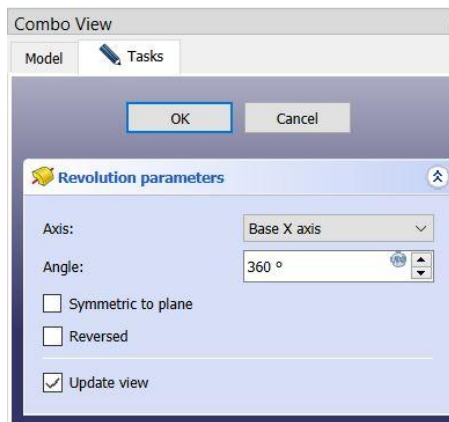 Combo View
Model
Tasks
OK
Cancel
Revolution parameters
Axis:
Base X axis
Angle:
360 º
Symmetric to plane
Reversed
Update view